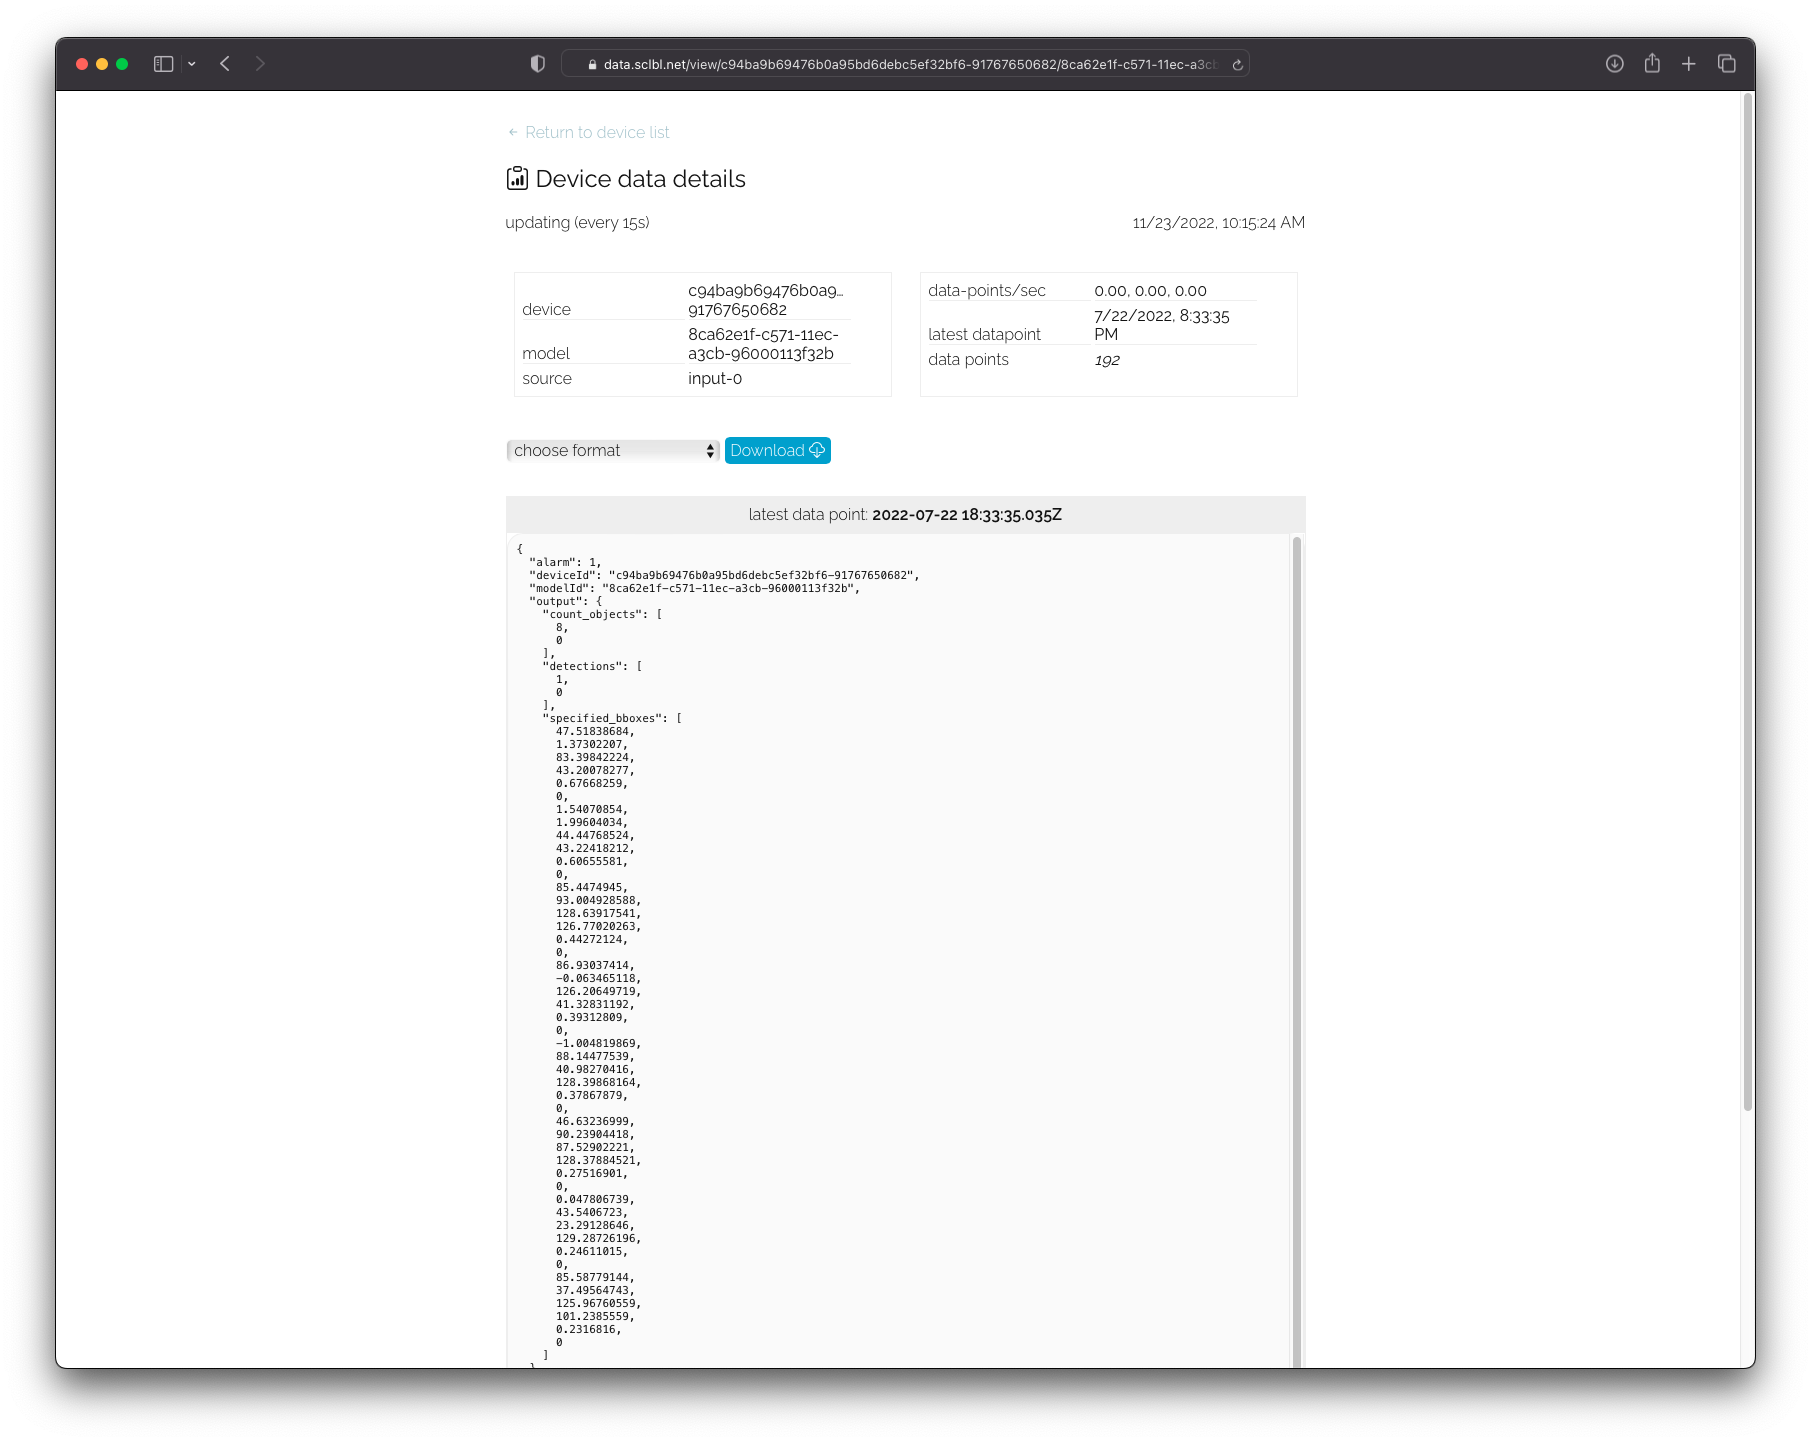 data.sclbl.net/view/c94ba9b69476b0a95bd6debc5ef32bf6-91767650682/8ca62e1f-c571-11ec-a3cb
← Return to device list
Device data details
updating (every 15s)
11/23/2022, 10:15:24 AM
device c94ba9b69476b0a9…
91767650682
model 8ca62e1f-c571-11ec-
a3cb-96000113f32b
source input-0
data-points/sec 0.00, 0.00, 0.00
latest datapoint 7/22/2022, 8:33:35
PM
data points 192
choose format
Download
latest data point: 2022-07-22 18:33:35.035Z
{
"alarm": 1,
"deviceId": "c94ba9b69476b0a95bd6debc5ef32bf6-91767650682",
"modelId": "8ca62e1f-c571-11ec-a3cb-96000113f32b",
"output": {
"count_objects": [
8,
0
],
"detections": [
1,
0
],
"specified_bboxes": [
47.51838684,
1.37302207,
83.39842224,
43.20078277,
0.67668259,
0,
1.54070854,
1.99604034,
44.44768524,
43.22418212,
0.60655581,
0,
85.4474945,
93.004928588,
128.63917541,
126.77020263,
0.44272124,
0,
86.93037414,
-0.063465118,
126.20649719,
41.32831192,
0.39312809,
0,
-1.004819869,
88.14477539,
40.98270416,
128.39868164,
0.37867879,
0,
46.63236999,
90.23904418,
87.52902221,
128.37884521,
0.27516901,
0,
0.047806739,
43.5406723,
23.29128646,
129.28726196,
0.24611015,
0,
85.58779144,
37.49564743,
125.96760559,
101.2385559,
0.2316816,
0
]
}